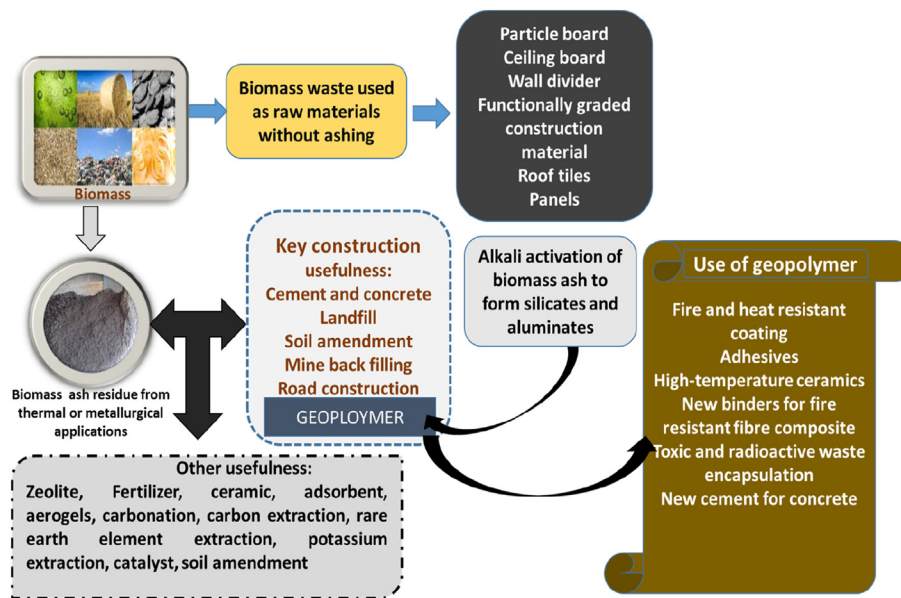 Biomass
Biomass waste used
as raw materials
without ashing
Particle board
Ceiling board
Wall divider
Functionally graded
construction
material
Roof tiles
Panels
Biomass ash residue from
thermal or metallurgical
applications
Key construction
usefulness:
Cement and concrete
Landfill
Soil amendment
Mine back filling
Road construction
GEOPLOYMER
Alkali activation of
biomass ash to
form silicates and
aluminates
Use of geopolymer
Fire and heat resistant
coating
Adhesives
High-temperature ceramics
New binders for fire
resistant fibre composite
Toxic and radioactive waste
encapsulation
New cement for concrete
Other usefulness:
Zeolite, Fertilizer, ceramic, adsorbent,
aerogels, carbonation, carbon extraction, rare
earth element extraction, potassium
extraction, catalyst, soil amendment